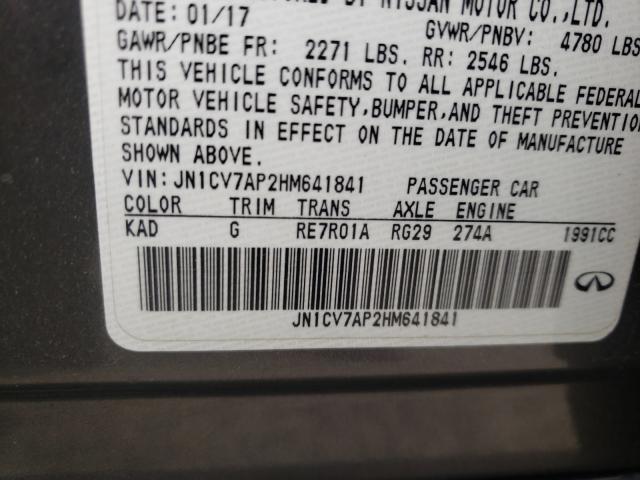 NISSAN MOTOR CO.,LTD.
DATE: 01/17 GVWR/PNBV: 4780 LBS
GAWR/PNBE FR: 2271 LBS. RR: 2546 LBS.
THIS VEHICLE CONFORMS TO ALL APPLICABLE FEDERAL
MOTOR VEHICLE SAFETY,BUMPER,AND THEFT PREVENTION
STANDARDS IN EFFECT ON THE DATE OF MANUFACTURE
SHOWN ABOVE.
VIN:JN1CV7AP2HM641841 PASSENGER CAR
COLOR TRIM TRANS AXLE ENGINE
KAD G RE7R01A RG29 274A 1991CC
JN1CV7AP2HM641841